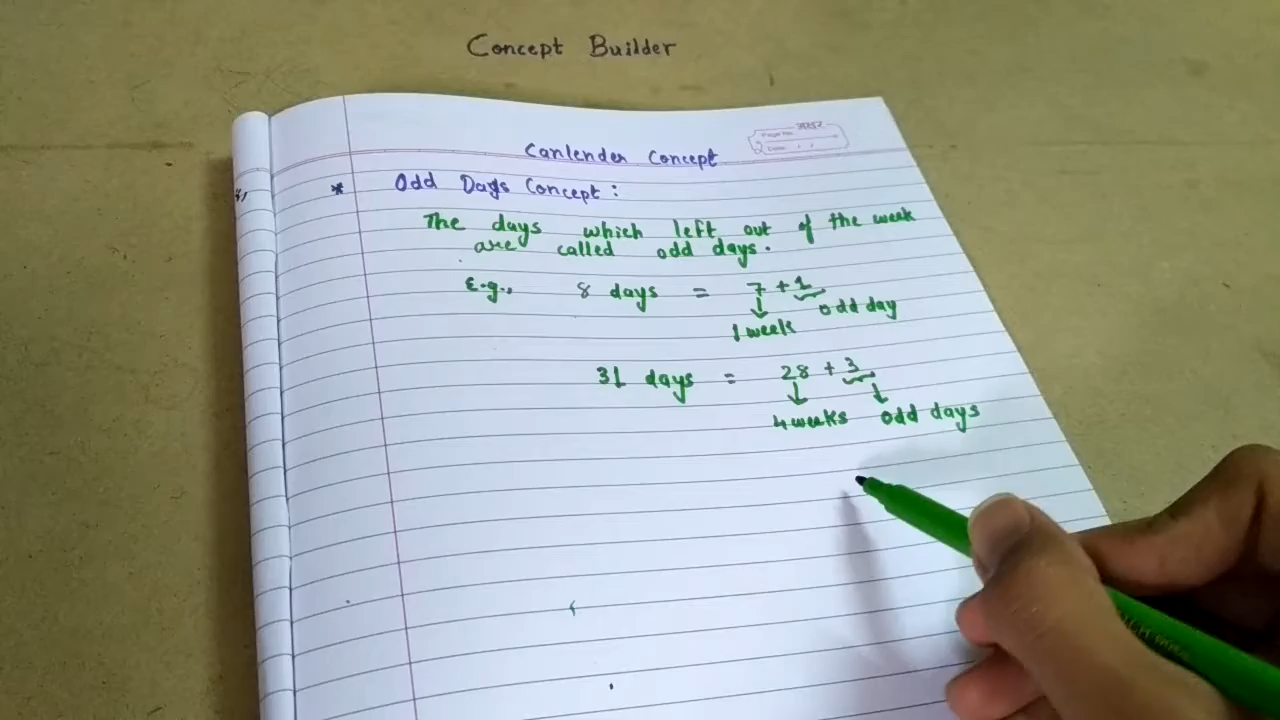 Concept Builder
Canlender Concept
* Odd Days Concept :
The days which left out of the week
are called odd days.
E.g., 8 days = 7 + 1
1 week odd day
31 days = 28 + 3
4 weeks odd days